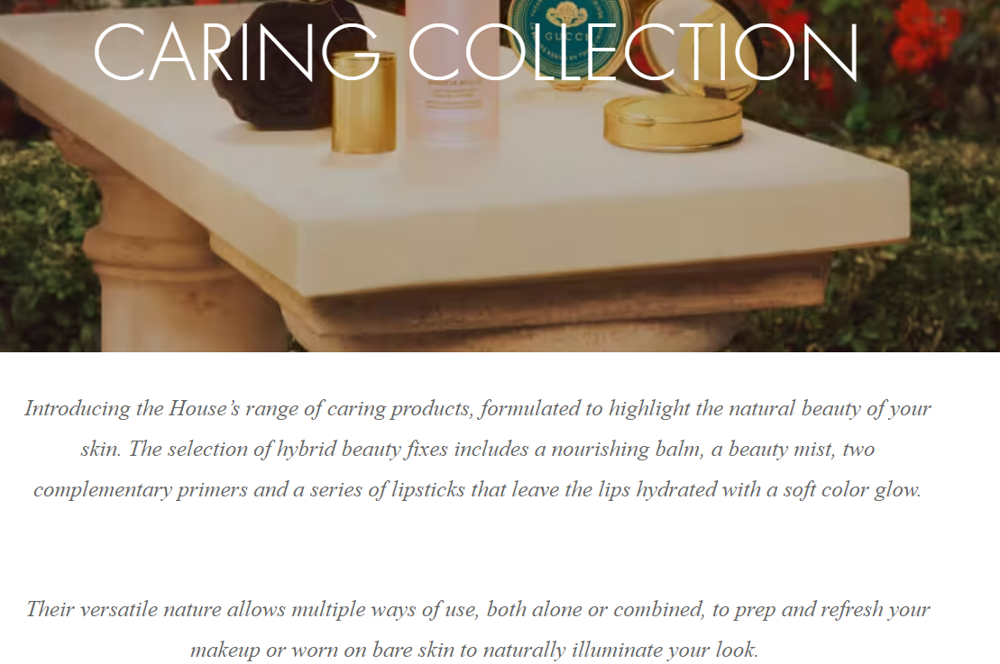 CARING COLLECTION
GUCCI
Introducing the House’s range of caring products, formulated to highlight the natural beauty of your
skin. The selection of hybrid beauty fixes includes a nourishing balm, a beauty mist, two
complementary primers and a series of lipsticks that leave the lips hydrated with a soft color glow.
Their versatile nature allows multiple ways of use, both alone or combined, to prep and refresh your
makeup or worn on bare skin to naturally illuminate your look.